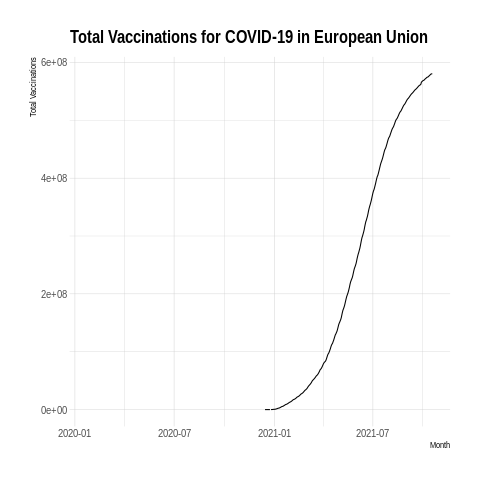 Total Vaccinations for COVID-19 in European Union
Total Vaccinations
6e+08
4e+08
2e+08
0e+00
2020-01
2020-07
2021-01
2021-07
Month